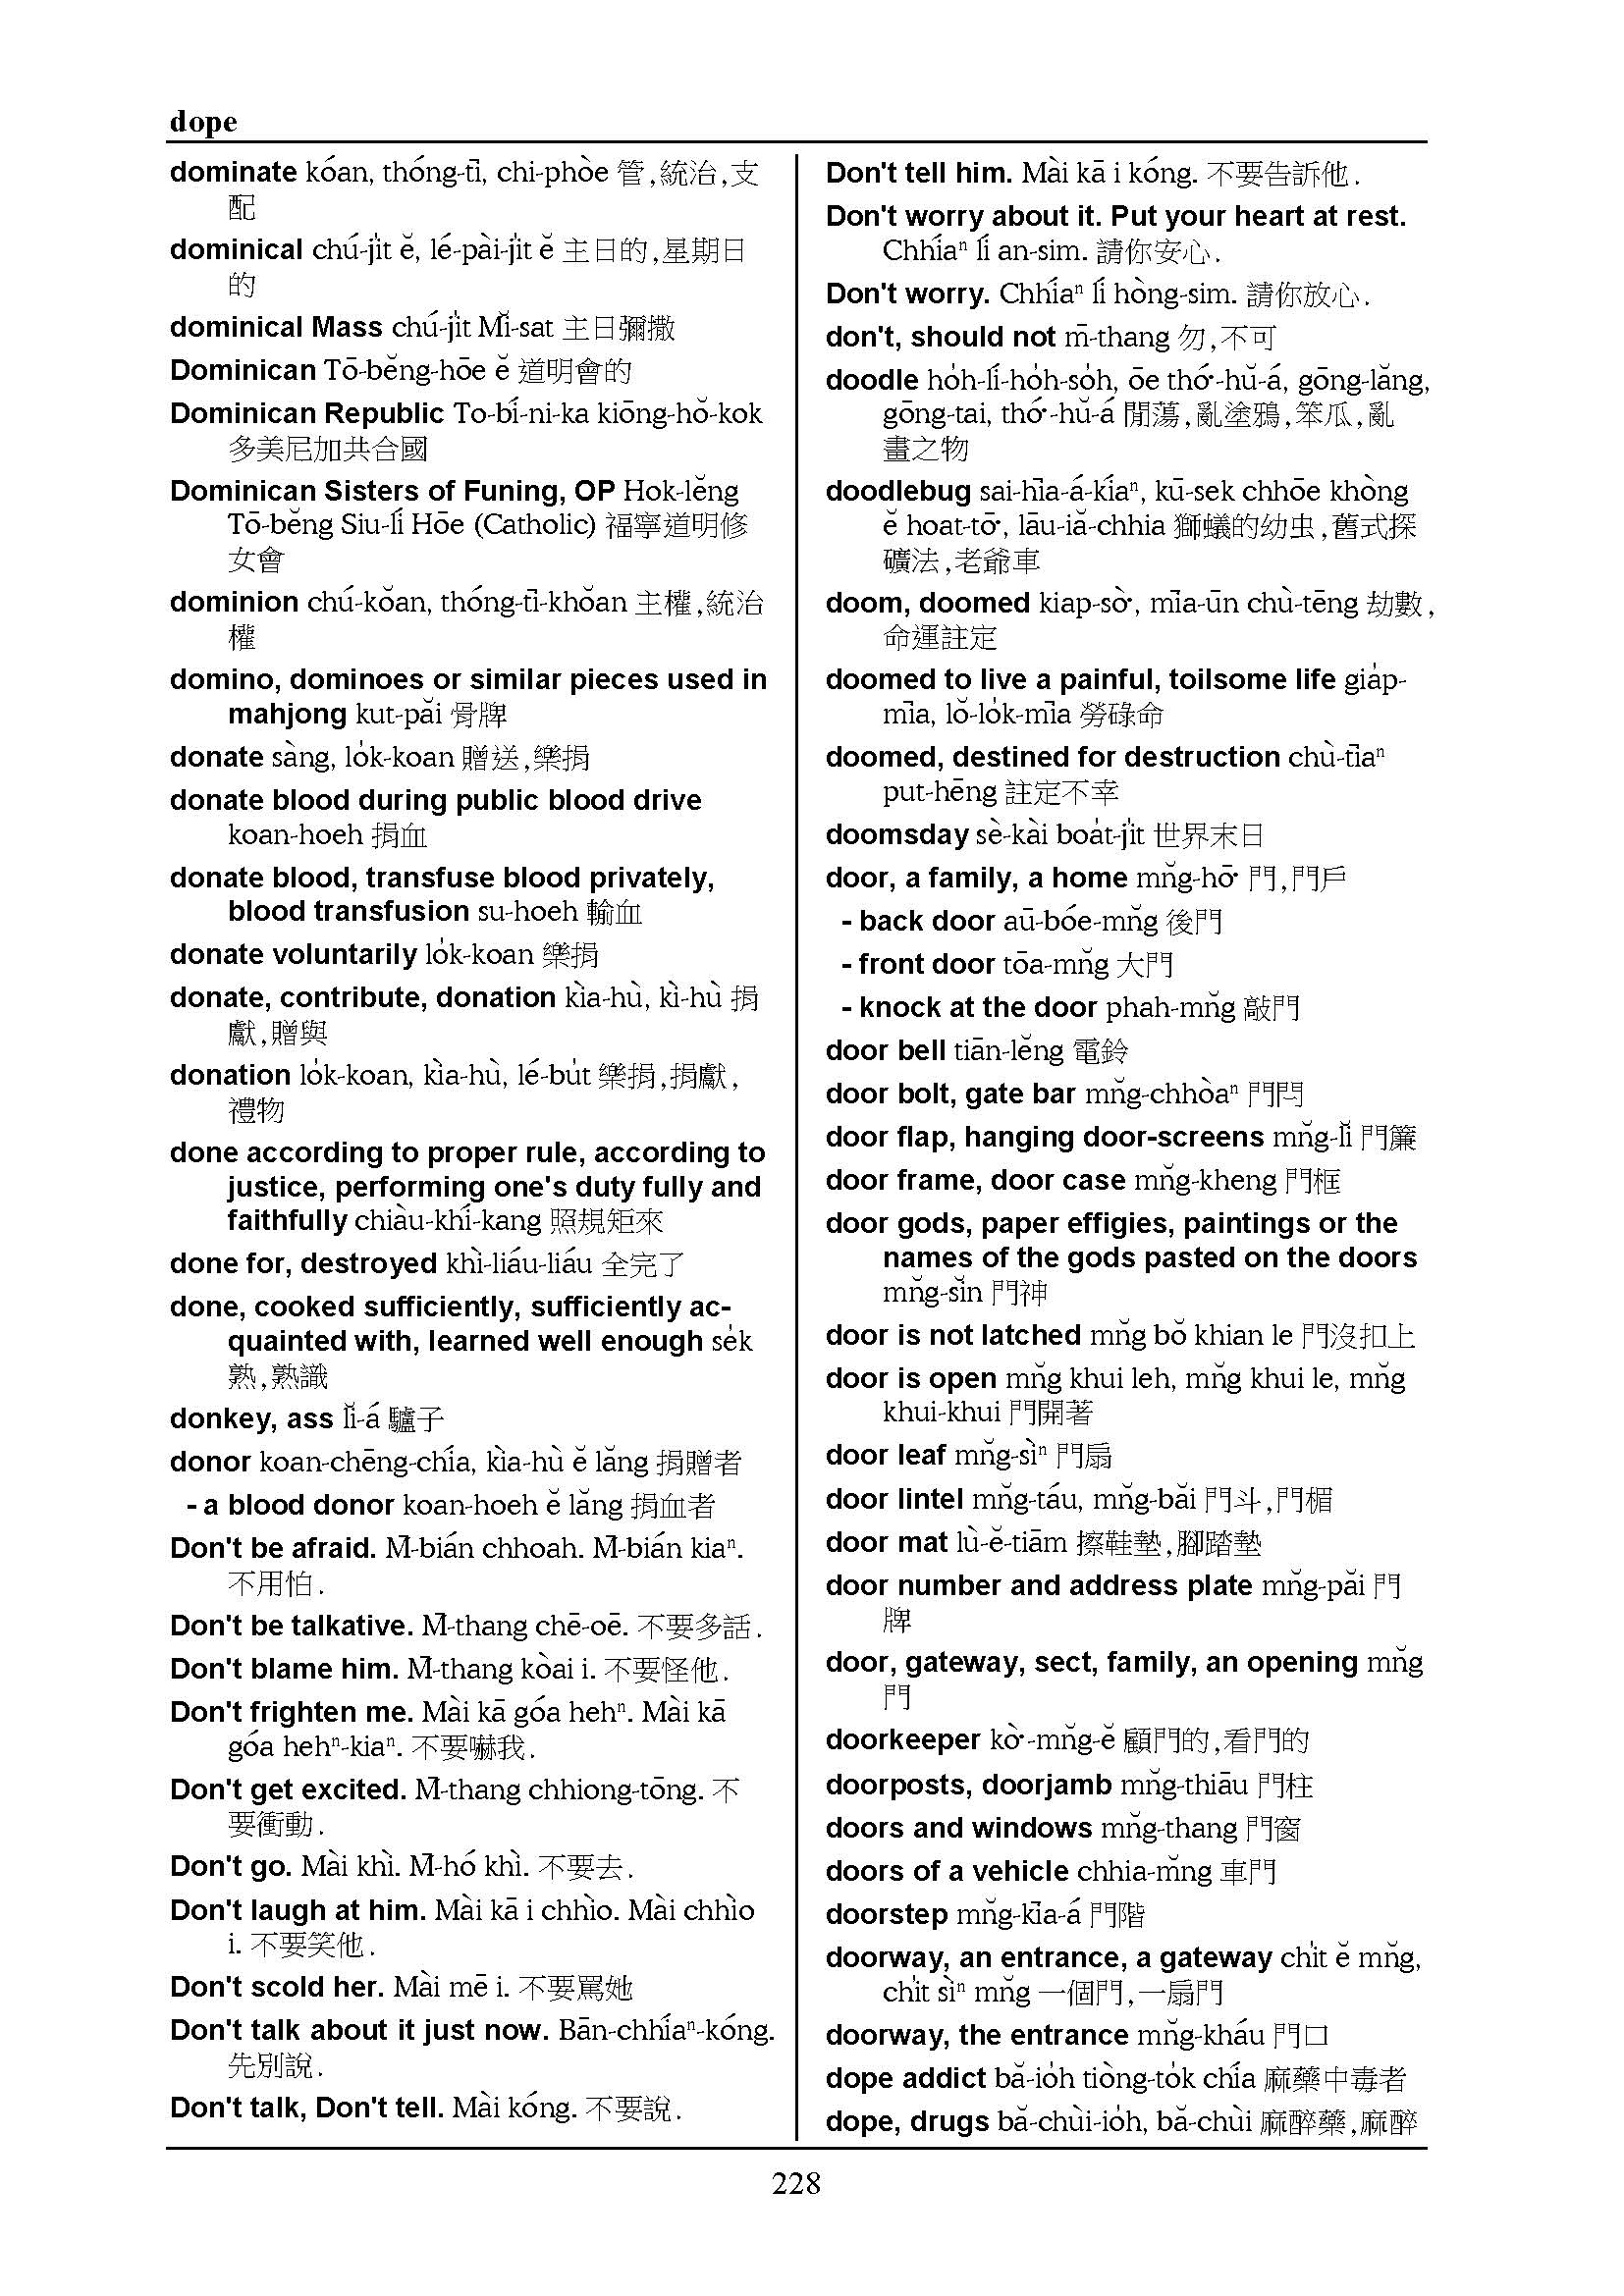 dope
dominate kóan, thóng-tī, chi-phòe 管,統治,支
配
dominical chú-ji̍t ĕ, lé-pài-ji̍t ĕ 主日的,星期日
的
dominical Mass chú-ji̍t Mĭ-sat 主日彌撒
Dominican Tō-bĕng-hōe ĕ 道明會的
Dominican Republic To-bí-ni-ka kiōng-hŏ-kok
多美尼加共合國
Dominican Sisters of Funing, OP Hok-lĕng
Tō-bĕng Siu-lí Hōe (Catholic) 福寧道明修
女會
dominion chú-kŏan, thóng-tī-khŏan 主權,統治
權
domino, dominoes or similar pieces used in
mahjong kut-păi 骨牌
donate sàng, lo̍k-koan 贈送,樂捐
donate blood during public blood drive
koan-hoeh 捐血
donate blood, transfuse blood privately,
blood transfusion su-hoeh 輸血
donate voluntarily lo̍k-koan 樂捐
donate, contribute, donation kìa-hù, kì-hù 捐
獻,贈與
donation lo̍k-koan, kìa-hù, lé-bu̍t 樂捐,捐獻,
禮物
done according to proper rule, according to
justice, performing one's duty fully and
faithfully chiàu-khí-kang 照規矩來
done for, destroyed khì-liáu-liáu 全完了
done, cooked sufficiently, sufficiently ac-
quainted with, learned well enough se̍k
熟,熟識
donkey, ass lĭ-á 驢子
donor koan-chēng-chía, kìa-hù ĕ lăng 捐贈者
- a blood donor koan-hoeh ĕ lăng 捐血者
Don't be afraid. M̄-bián chhoah. M̄-bián kiaⁿ.
不用怕.
Don't be talkative. M̄-thang chē-oē. 不要多話.
Don't blame him. M̄-thang kòai i. 不要怪他.
Don't frighten me. Mài kā góa hehⁿ. Mài kā
góa hehⁿ-kiaⁿ. 不要嚇我.
Don't get excited. M̄-thang chhiong-tōng. 不
要衝動.
Don't go. Mài khì. M̄-hó khì. 不要去.
Don't laugh at him. Mài kā i chhìo. Mài chhìo
i. 不要笑他.
Don't scold her. Mài mē i. 不要罵她
Don't talk about it just now. Bān-chhíaⁿ-kóng.
先別說.
Don't talk, Don't tell. Mài kóng. 不要說.
Don't tell him. Mài kā i kóng. 不要告訴他.
Don't worry about it. Put your heart at rest.
Chhíaⁿ lí an-sim. 請你安心.
Don't worry. Chhíaⁿ lí hòng-sim. 請你放心.
don't, should not m̄-thang 勿,不可
doodle ho̍h-lí-ho̍h-so̍h, ōe thó͘-hŭ-á, gōng-lăng,
gōng-tai, thó͘-hŭ-á 閒蕩,亂塗鴉,笨瓜,亂
畫之物
doodlebug sai-hīa-á-kíaⁿ, kū-sek chhōe khòng
ĕ hoat-tō͘, lāu-iă-chhia 獅蟻的幼虫,舊式探
礦法,老爺車
doom, doomed kiap-sò͘, mīa-ūn chù-tēng 劫數,
命運註定
doomed to live a painful, toilsome life gia̍p-
mīa, lŏ-lo̍k-mīa 勞碌命
doomed, destined for destruction chù-tīaⁿ
put-hēng 註定不幸
doomsday sè-kài boa̍t-ji̍t 世界末日
door, a family, a home mn̆g-hō͘ 門,門戶
- back door aū-bóe-mn̆g 後門
- front door tōa-mn̆g 大門
- knock at the door phah-mn̆g 敲門
door bell tiān-lĕng 電鈴
door bolt, gate bar mn̆g-chhòaⁿ 門閂
door flap, hanging door-screens mn̆g-lĭ 門簾
door frame, door case mn̆g-kheng 門框
door gods, paper effigies, paintings or the
names of the gods pasted on the doors
mn̆g-sĭn 門神
door is not latched mn̆g bŏ khian le 門沒扣上
door is open mn̆g khui leh, mn̆g khui le, mn̆g
khui-khui 門開著
door leaf mn̆g-sìⁿ 門扇
door lintel mn̆g-táu, mn̆g-băi 門斗,門楣
door mat lù-ĕ-tiām 擦鞋墊,腳踏墊
door number and address plate mn̆g-păi 門
牌
door, gateway, sect, family, an opening mn̆g
門
doorkeeper kò͘-mn̆g-ĕ 顧門的,看門的
doorposts, doorjamb mn̆g-thiāu 門柱
doors and windows mn̆g-thang 門窗
doors of a vehicle chhia-m̆ng 車門
doorstep mn̆g-kīa-á 門階
doorway, an entrance, a gateway chi̍t ĕ mn̆g,
chi̍t sìⁿ mn̆g 一個門,一扇門
doorway, the entrance mn̆g-kháu 門口
dope addict bă-io̍h tiòng-to̍k chía 麻藥中毒者
dope, drugs bă-chùi-io̍h, bă-chùi 麻醉藥,麻醉
228